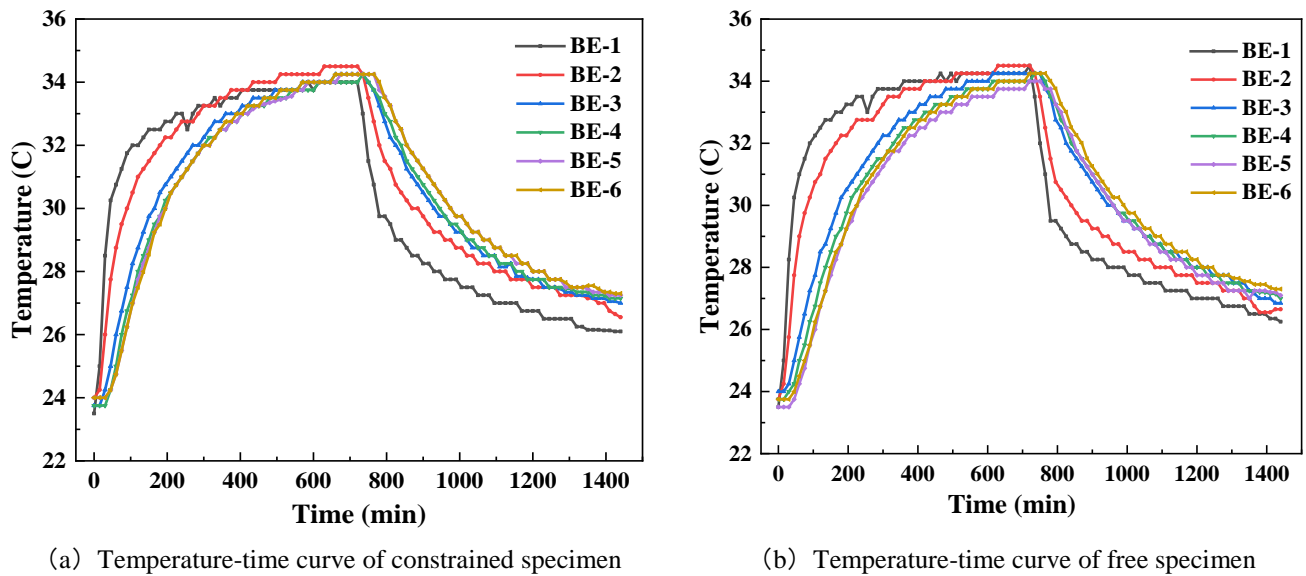 36
34
32
30
28
26
24
22
Temperature (C)
BE-1
BE-2
BE-3
BE-4
BE-5
BE-6
0 200 400 600 800 1000 1200 1400
Time (min)
(a) Temperature-time curve of constrained specimen
36
34
32
30
28
26
24
22
Temperature (C)
BE-1
BE-2
BE-3
BE-4
BE-5
BE-6
0 200 400 600 800 1000 1200 1400
Time (min)
(b) Temperature-time curve of free specimen